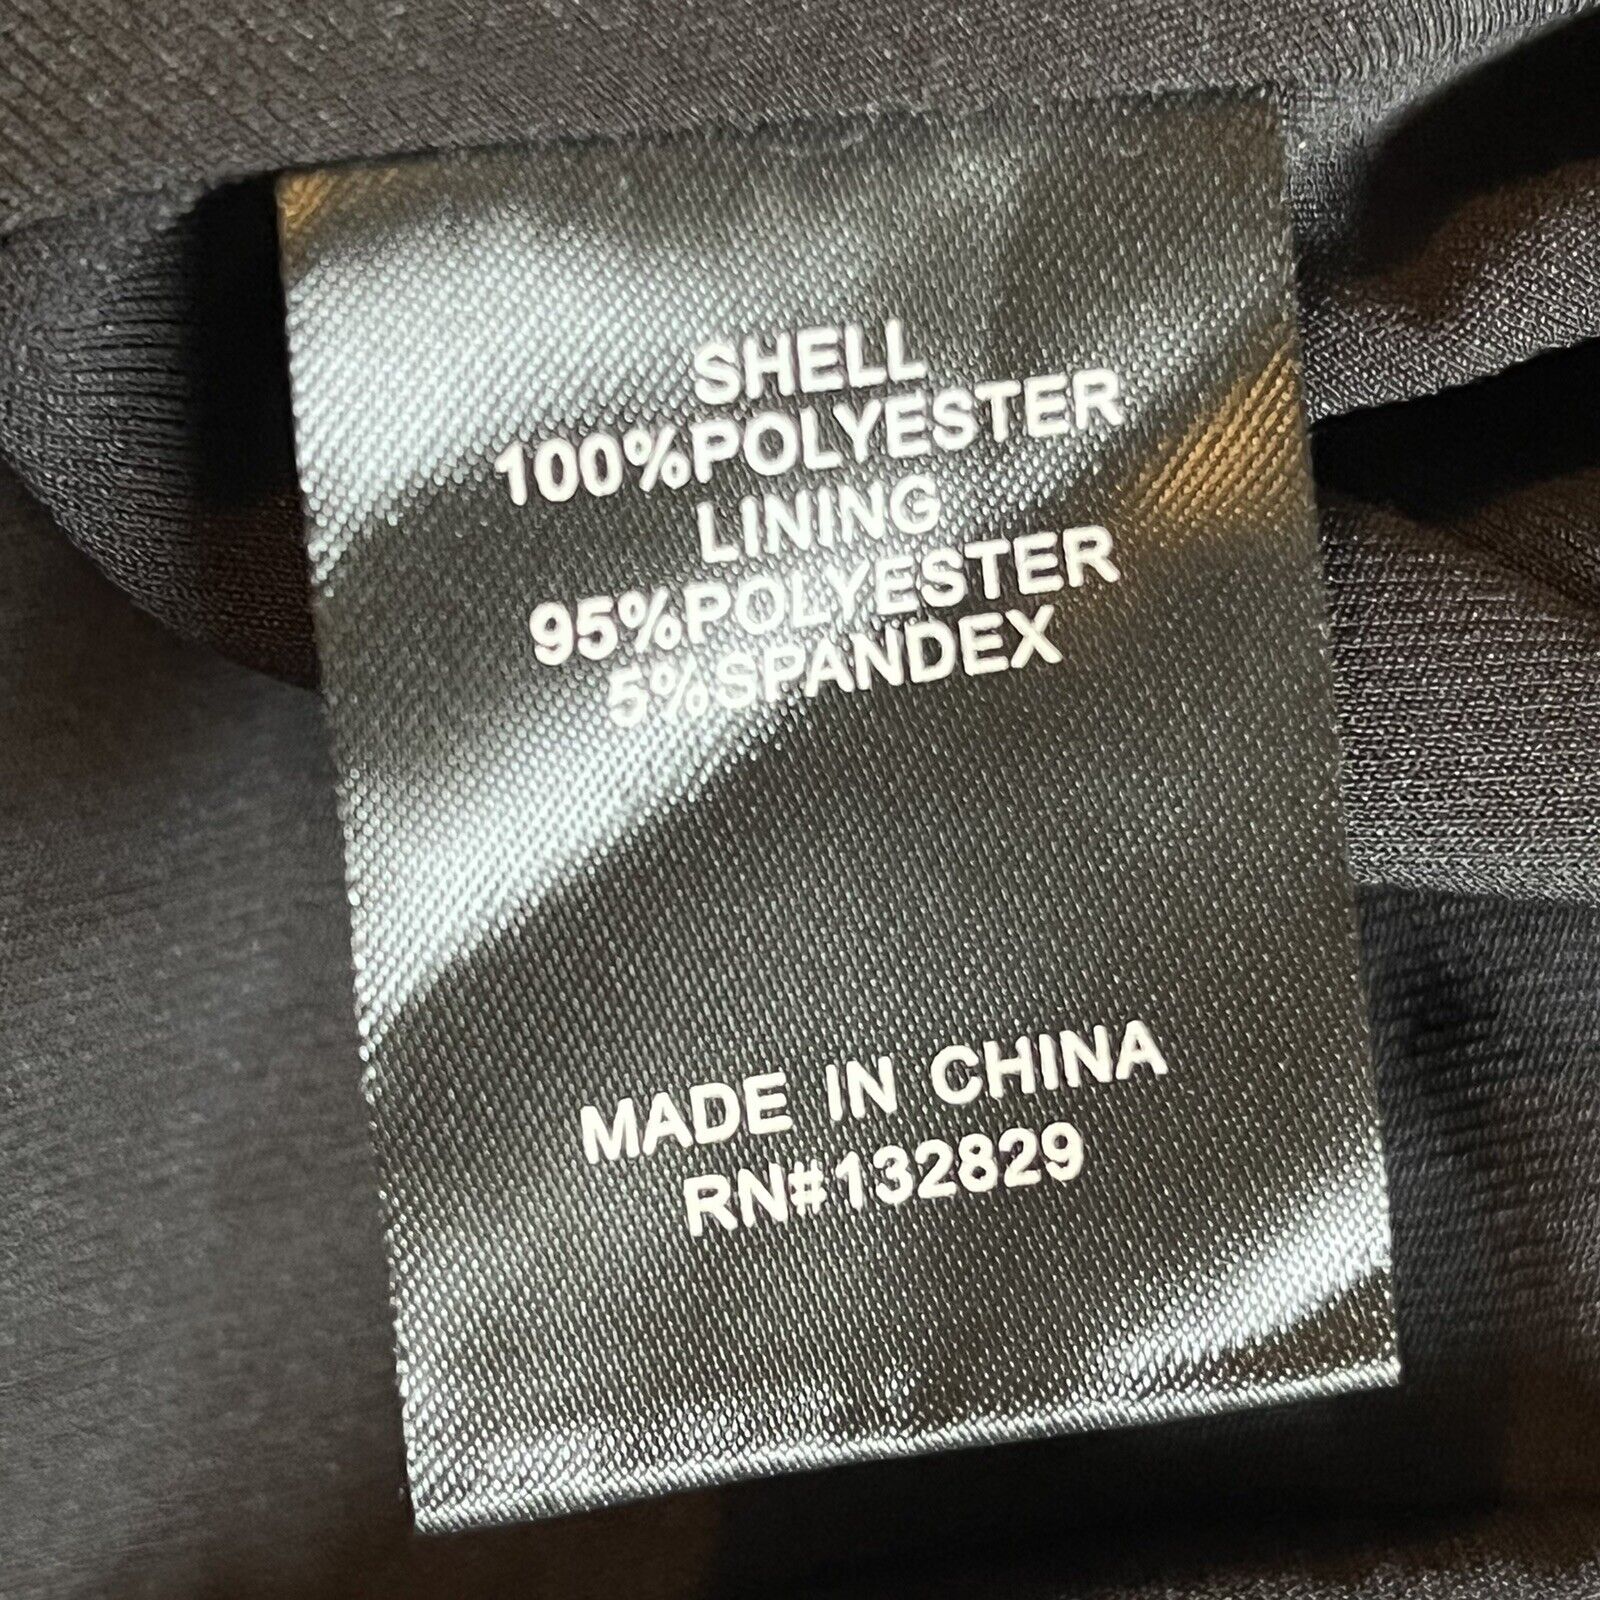 SHELL
100%POLYESTER
LINING
95%POLYESTER
5%SPANDEX
MADE IN CHINA
RN#132829